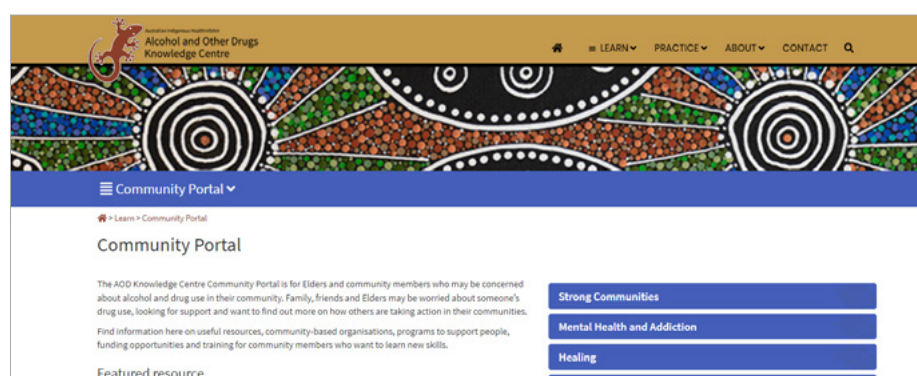 Australian Indigenous HealthInfoNet
Alcohol and Other Drugs
Knowledge Centre
LEARN
PRACTICE
ABOUT
CONTACT
Community Portal
> Learn > Community Portal
Community Portal
The AOD Knowledge Centre Community Portal is for Elders and community members who may be concerned
about alcohol and drug use in their community. Family, friends and Elders may be worried about someone's
drug use, looking for support and want to find out more on how others are taking action in their communities.
Find information here on useful resources, community-based organisations, programs to support people,
funding opportunities and training for community members who want to learn new skills.
Featured resource
Strong Communities
Mental Health and Addiction
Healing